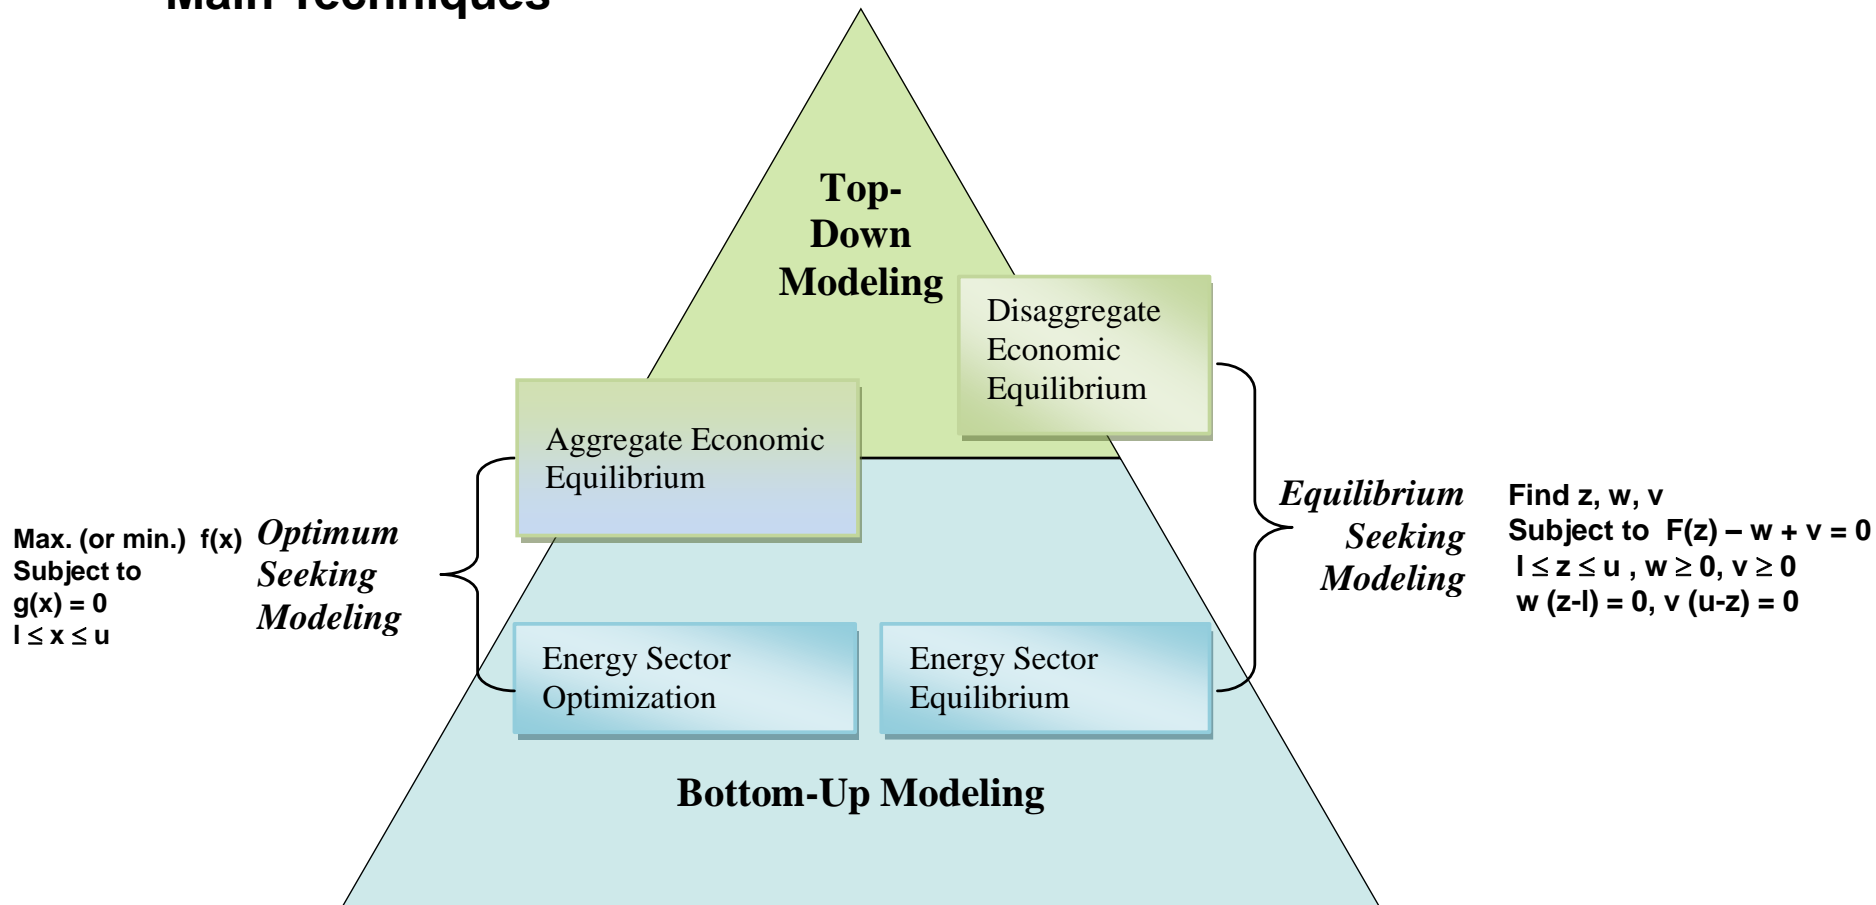 Main Techniques
Top-
Down
Modeling
Disaggregate
Economic
Equilibrium
Aggregate Economic
Equilibrium
Max. (or min.) f(x)
Subject to
g(x) = 0
l ≤ x ≤ u
Optimum
Seeking
Modeling
Equilibrium
Seeking
Modeling
Find z, w, v
Subject to F(z) – w + v = 0
l ≤ z ≤ u , w ≥ 0, v ≥ 0
w (z-l) = 0, v (u-z) = 0
Energy Sector
Optimization
Energy Sector
Equilibrium
Bottom-Up Modeling